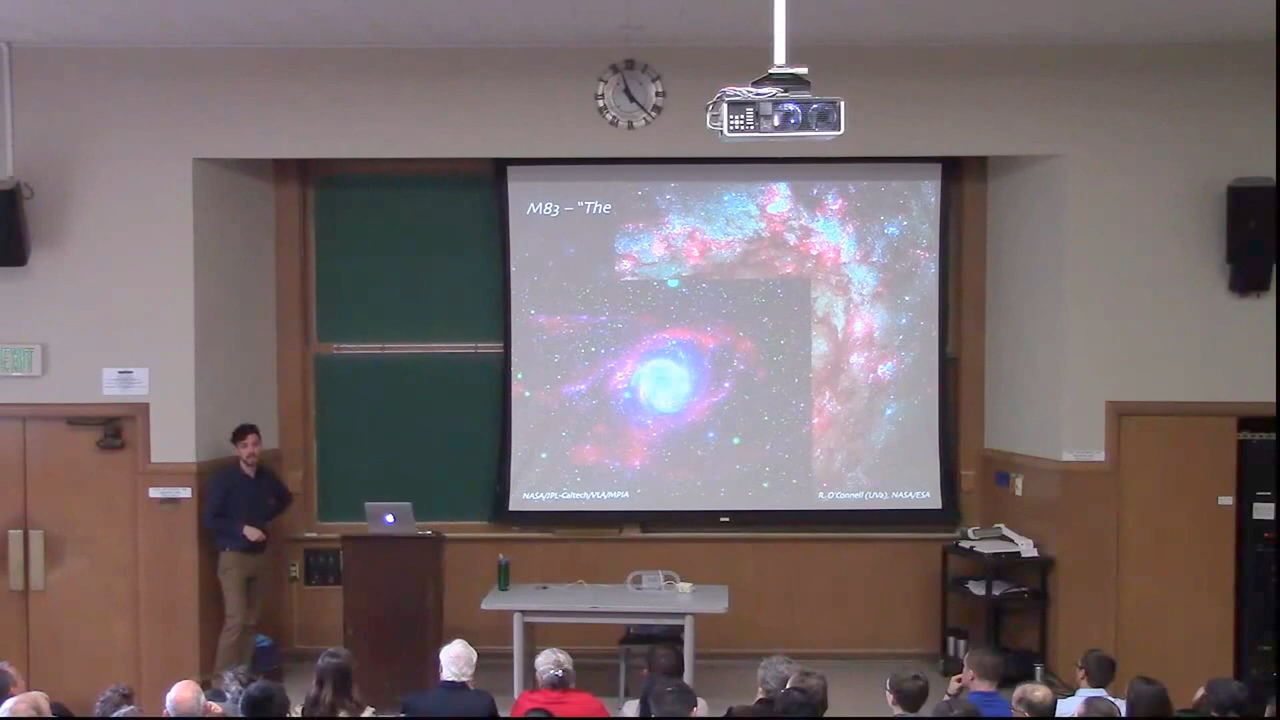 M83 – "The
EXIT
NASA/JPL-Caltech/VLA/MPIA
R. O'Connell (UVa), NASA/ESA